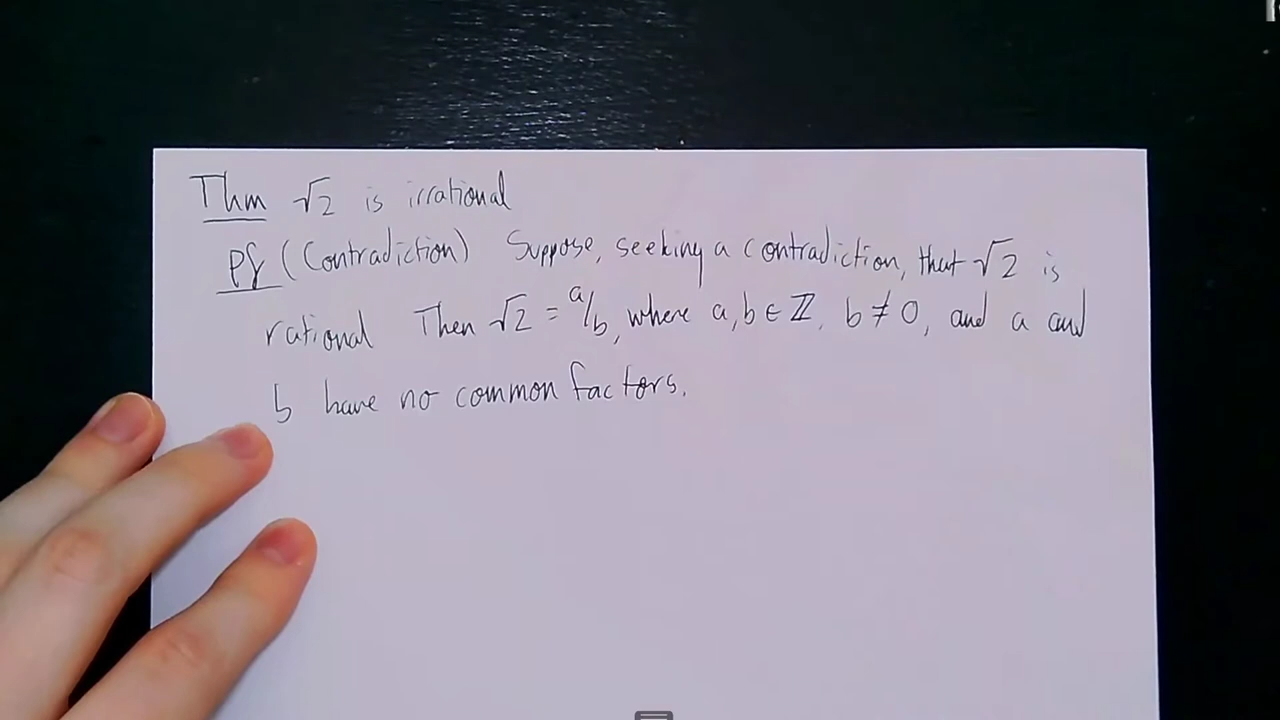 Thm √2 is irrational
pf (Contradiction) Suppose, seeking a contradiction, that √2 is
rational Then √2 = a/b, where a, b ∈ ℤ, b ≠ 0, and a and
b have no common factors.